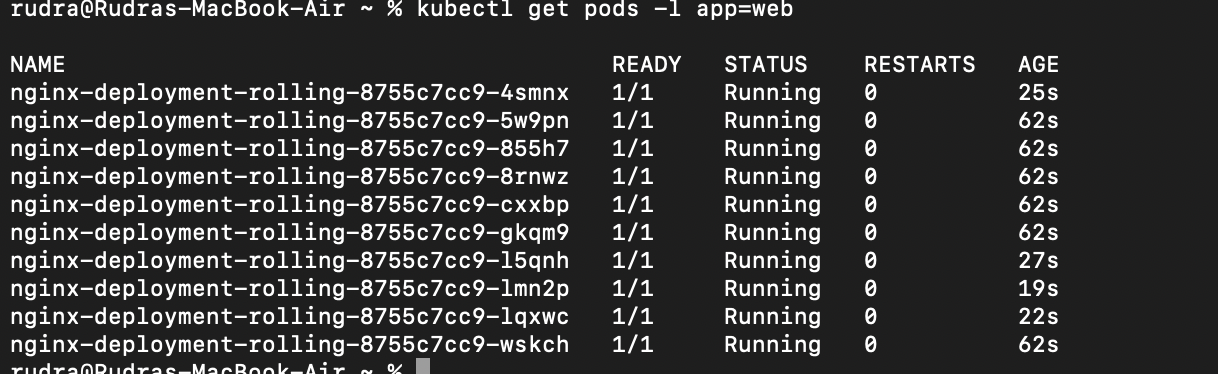 rudra@Rudras-MacBook-Air ~ % kubectl get pods -l app=web
NAME READY STATUS RESTARTS AGE
nginx-deployment-rolling-8755c7cc9-4smnx 1/1 Running 0 25s
nginx-deployment-rolling-8755c7cc9-5w9pn 1/1 Running 0 62s
nginx-deployment-rolling-8755c7cc9-855h7 1/1 Running 0 62s
nginx-deployment-rolling-8755c7cc9-8rnwz 1/1 Running 0 62s
nginx-deployment-rolling-8755c7cc9-cxxbp 1/1 Running 0 62s
nginx-deployment-rolling-8755c7cc9-gkqm9 1/1 Running 0 62s
nginx-deployment-rolling-8755c7cc9-l5qnh 1/1 Running 0 27s
nginx-deployment-rolling-8755c7cc9-lmn2p 1/1 Running 0 19s
nginx-deployment-rolling-8755c7cc9-lqxwc 1/1 Running 0 22s
nginx-deployment-rolling-8755c7cc9-wskch 1/1 Running 0 62s
rudra@Rudras-MacBook-Air ~ %